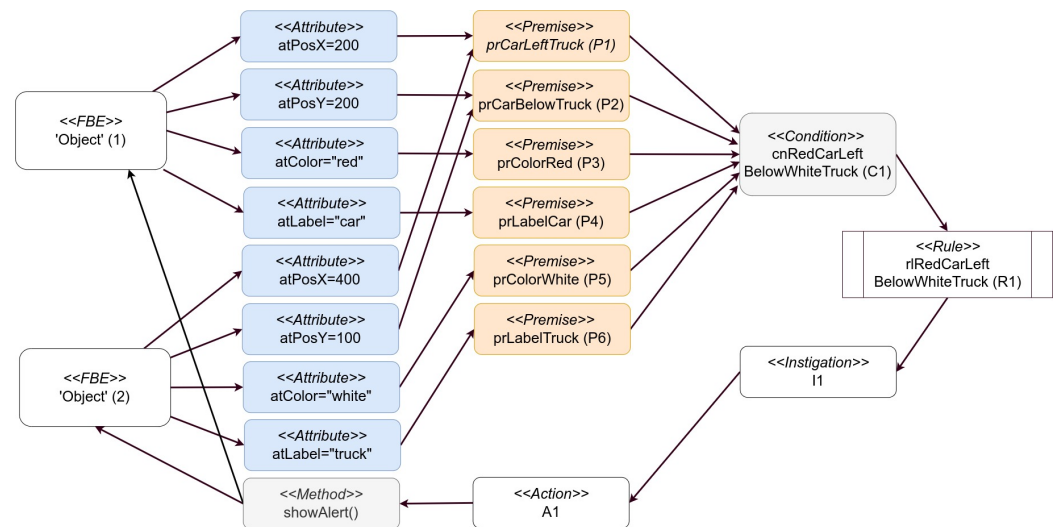 <<FBE>>
'Object' (1)
<<FBE>>
'Object' (2)
<<Attribute>>
atPosX=200
<<Attribute>>
atPosY=200
<<Attribute>>
atColor="red"
<<Attribute>>
atLabel="car"
<<Attribute>>
atPosX=400
<<Attribute>>
atPosY=100
<<Attribute>>
atColor="white"
<<Attribute>>
atLabel="truck"
<<Method>>
showAlert()
<<Premise>>
prCarLeftTruck (P1)
<<Premise>>
prCarBelowTruck (P2)
<<Premise>>
prColorRed (P3)
<<Premise>>
prLabelCar (P4)
<<Premise>>
prColorWhite (P5)
<<Premise>>
prLabelTruck (P6)
<<Action>>
A1
<<Condition>>
cnRedCarLeft
BelowWhiteTruck (C1)
<<Rule>>
rlRedCarLeft
BelowWhiteTruck (R1)
<<Instigation>>
I1